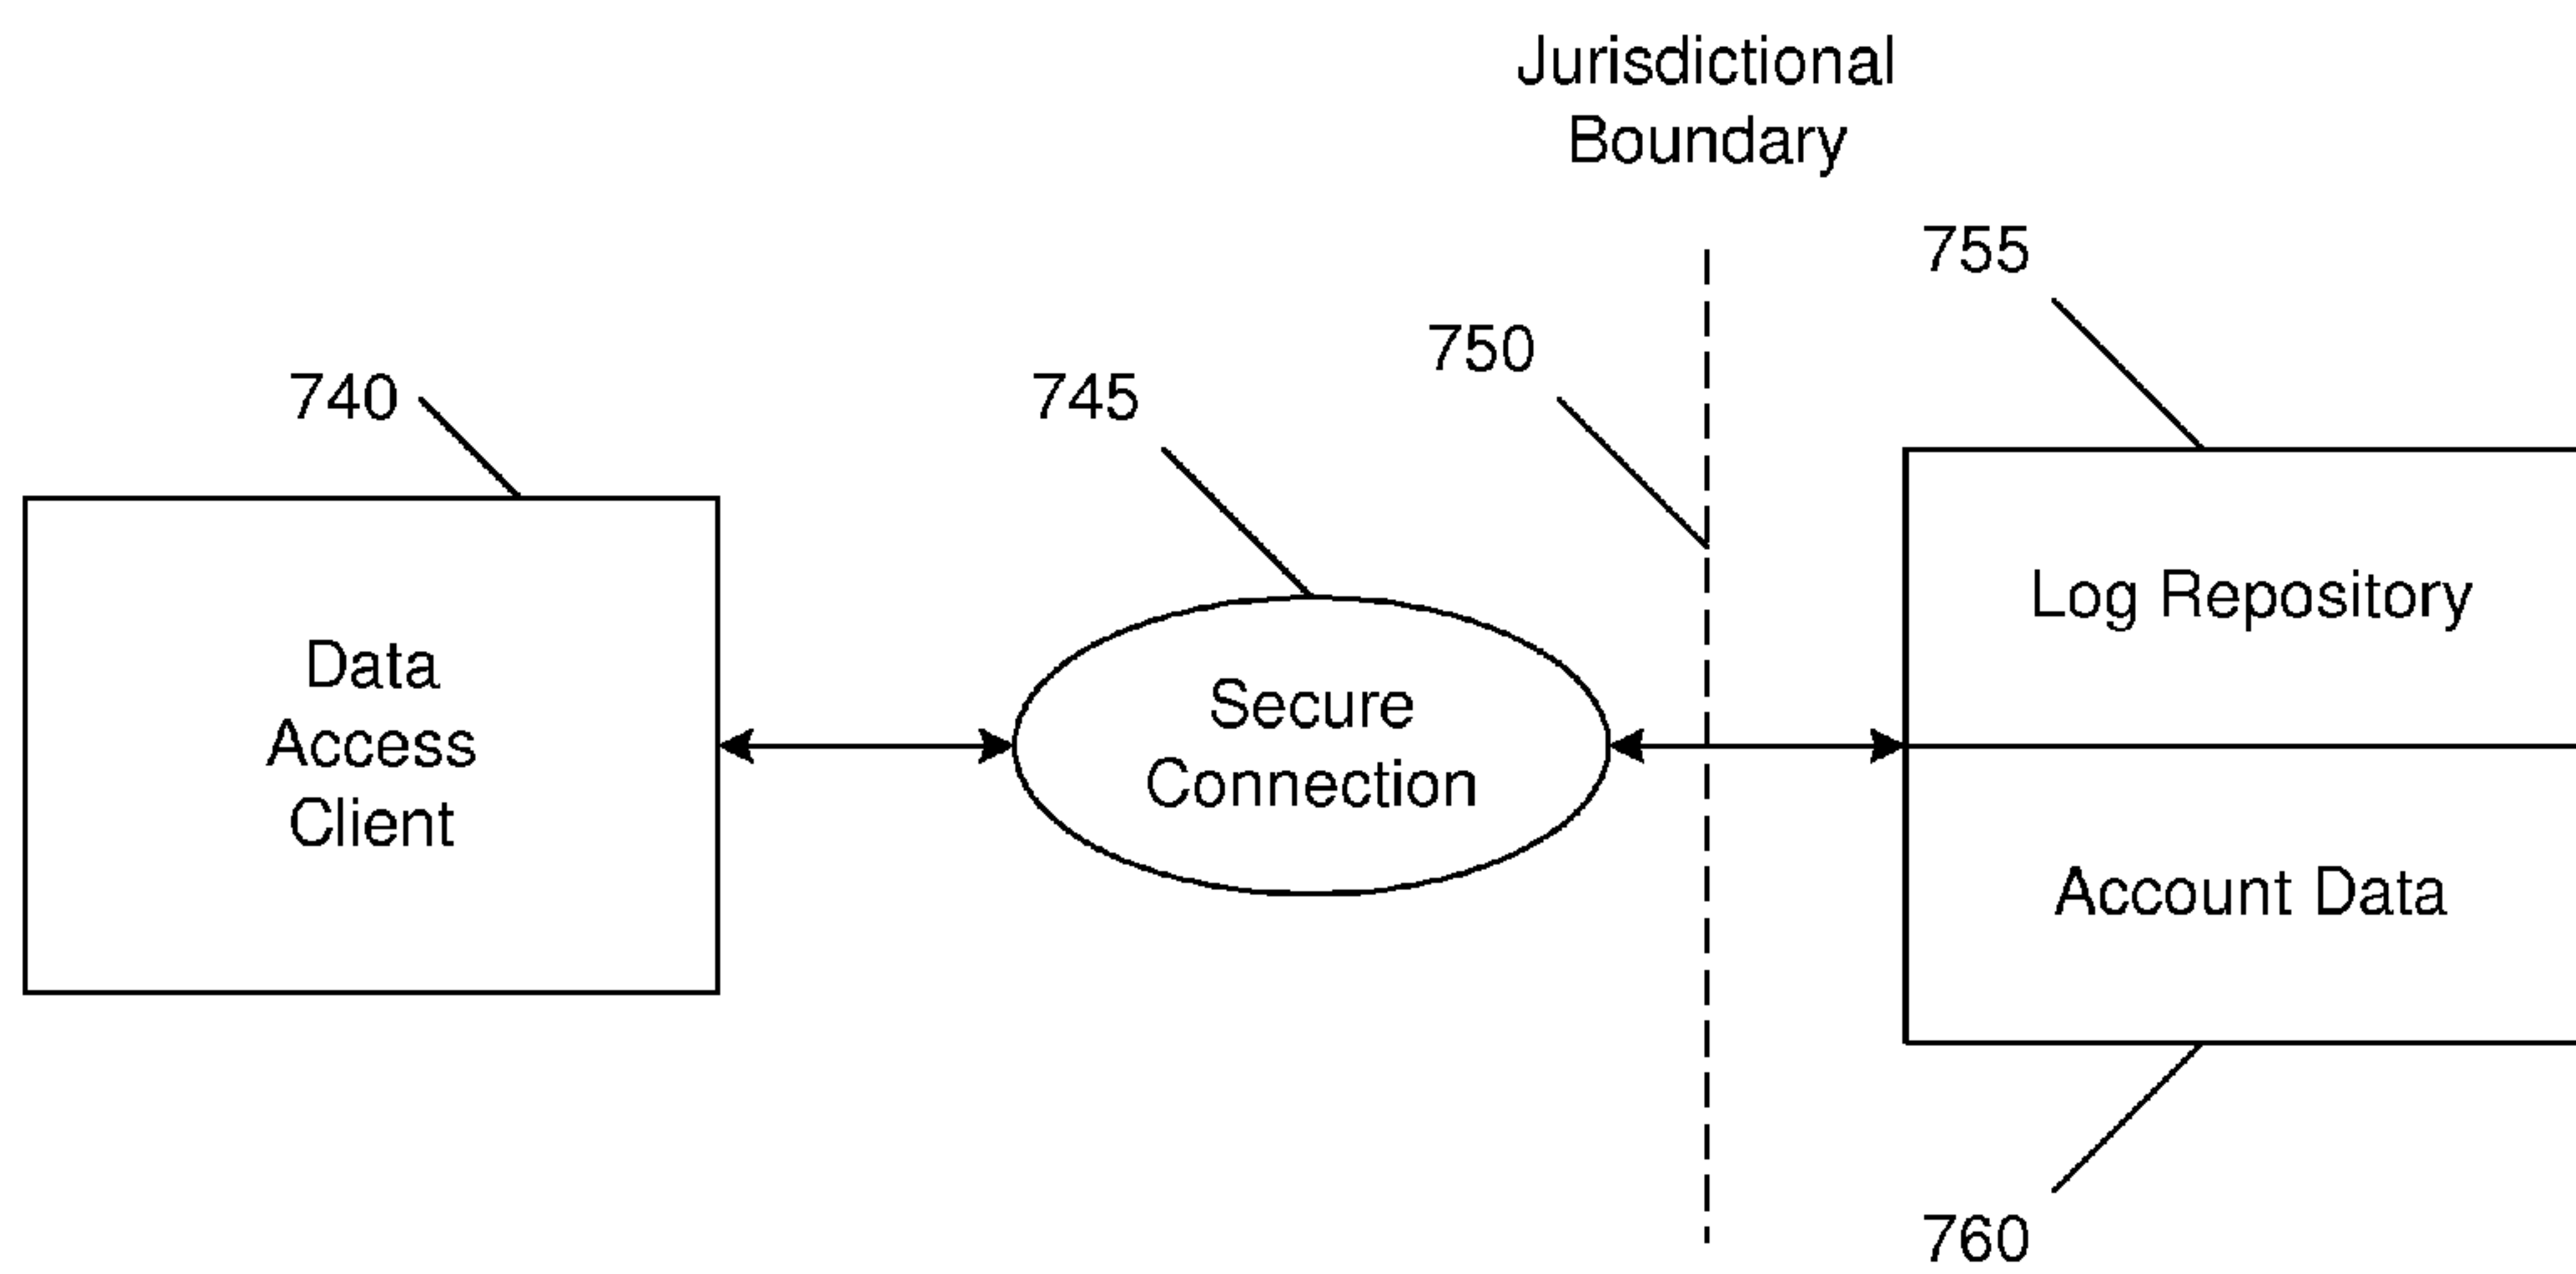 Jurisdictional
Boundary
755
750
740
745
Log Repository
Data
Access
Client
Secure
Connection
Account Data
760